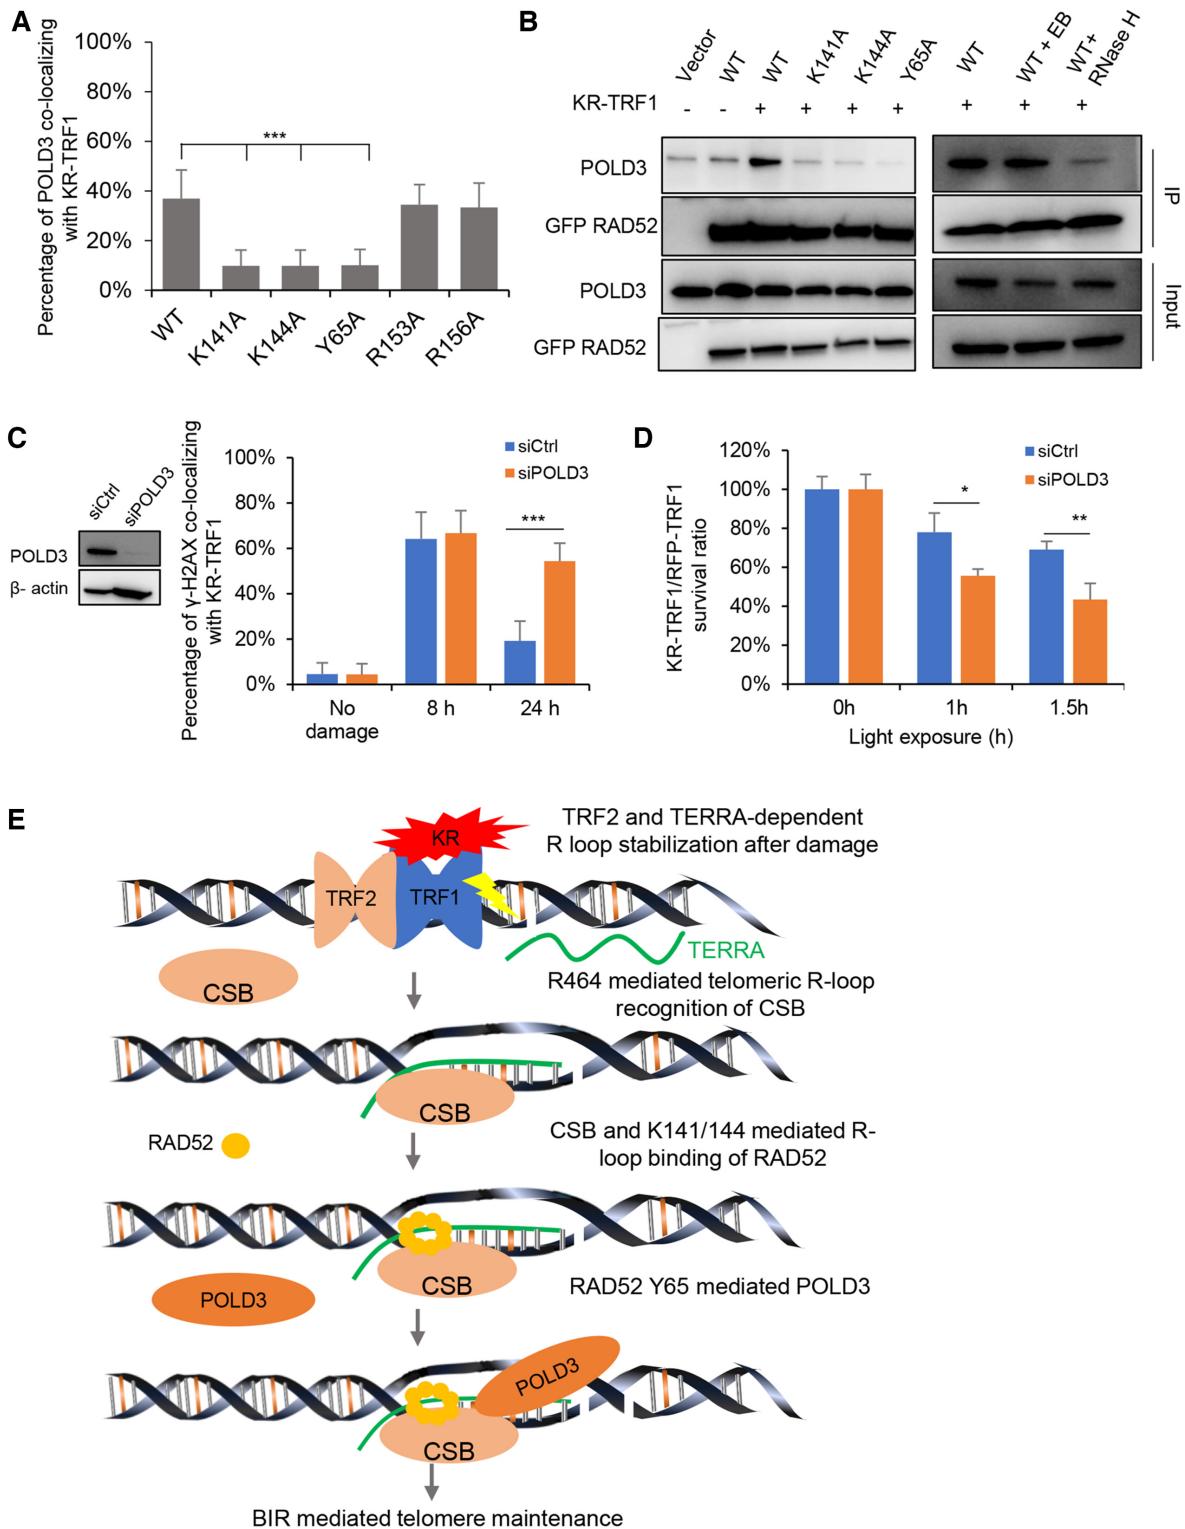 A
Percentage of POLD3 co-localizing
with KR-TRF1
100%
80%
60%
40%
20%
0%
***
WT
K141A
K144A
Y65A
R153A
R156A
B
Vector
WT
WT
K141A
K144A
Y65A
WT
WT + EB
WT+
RNase H
KR-TRF1
- - + + + + + + +
POLD3
GFP RAD52
POLD3
GFP RAD52
IP
Input
C
siCtrl
siPOLD3
POLD3
β- actin
Percentage of γ-H2AX co-localizing
with KR-TRF1
100%
80%
60%
40%
20%
0%
siCtrl
siPOLD3
***
No
damage
8 h
24 h
D
KR-TRF1/RFP-TRF1
survival ratio
120%
100%
80%
60%
40%
20%
0%
siCtrl
siPOLD3
*
**
0h
1h
1.5h
Light exposure (h)
E
KR
TRF2
TRF1
TRF2 and TERRA-dependent
R loop stabilization after damage
TERRA
CSB
R464 mediated telomeric R-loop
recognition of CSB
CSB
RAD52
CSB and K141/144 mediated R-
loop binding of RAD52
CSB
POLD3
RAD52 Y65 mediated POLD3
POLD3
CSB
BIR mediated telomere maintenance